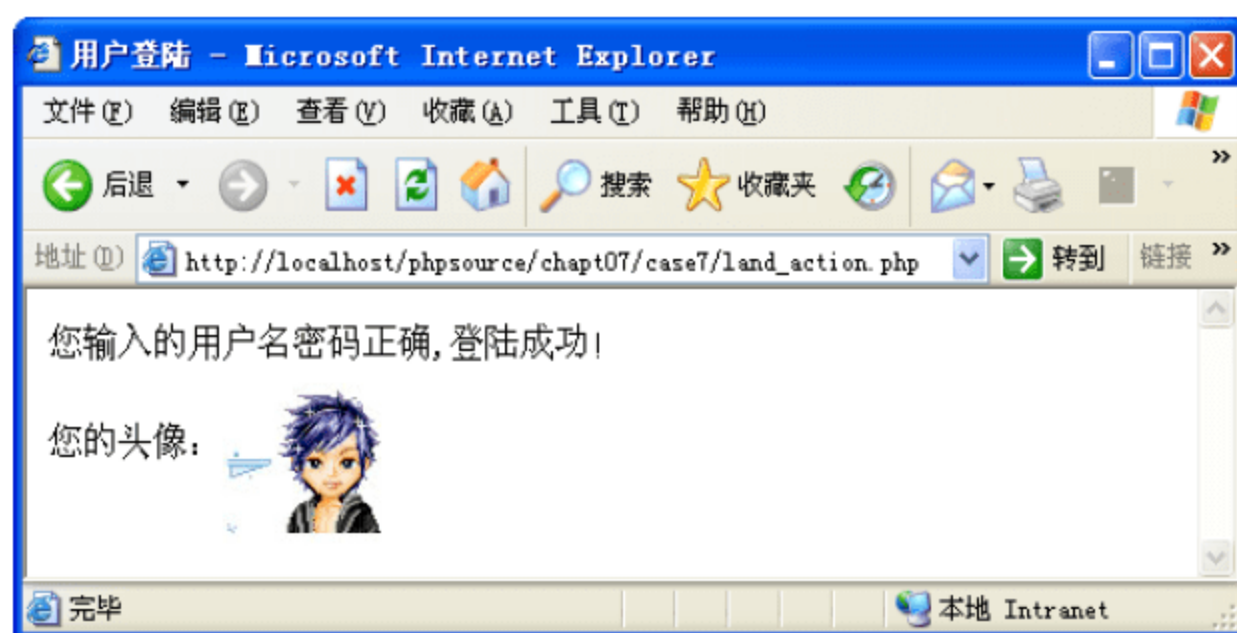 用户登陆 - Microsoft Internet Explorer
文件(F) 编辑(E) 查看(V) 收藏(A) 工具(T) 帮助(H)
后退 搜索 收藏夹 »
地址(D) http://localhost/phpsource/chapt07/case7/land_action.php 转到 链接 »
您输入的用户名密码正确,登陆成功!
您的头像:
完毕 本地 Intranet